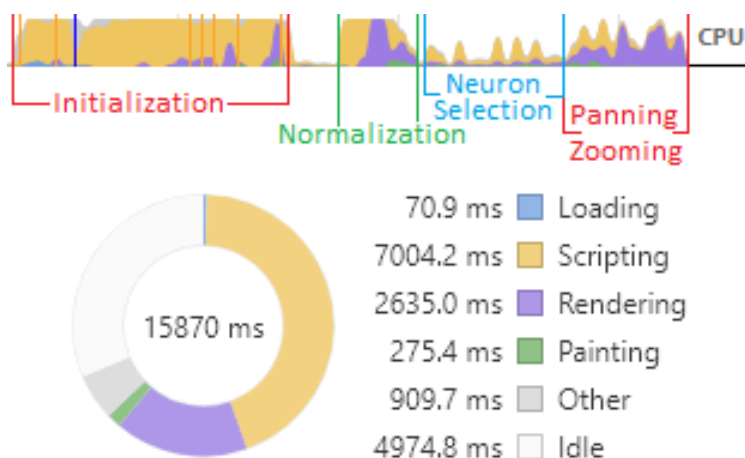 CPU
Initialization
Neuron
Selection
Normalization
Panning
Zooming
15870 ms
70.9 ms Loading
7004.2 ms Scripting
2635.0 ms Rendering
275.4 ms Painting
909.7 ms Other
4974.8 ms Idle